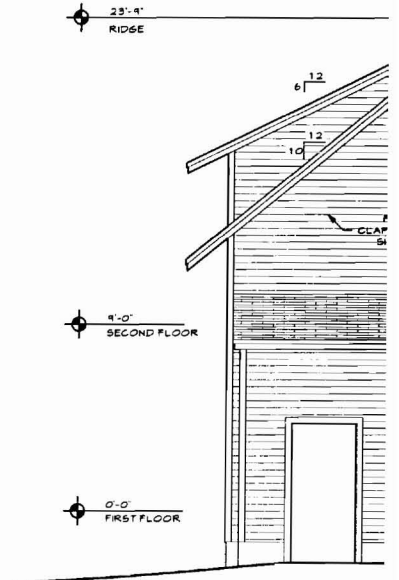 23'-9"
RIDGE
12
6
12
10
CLAP
9'-0"
SECOND FLOOR
0'-0"
FIRST FLOOR